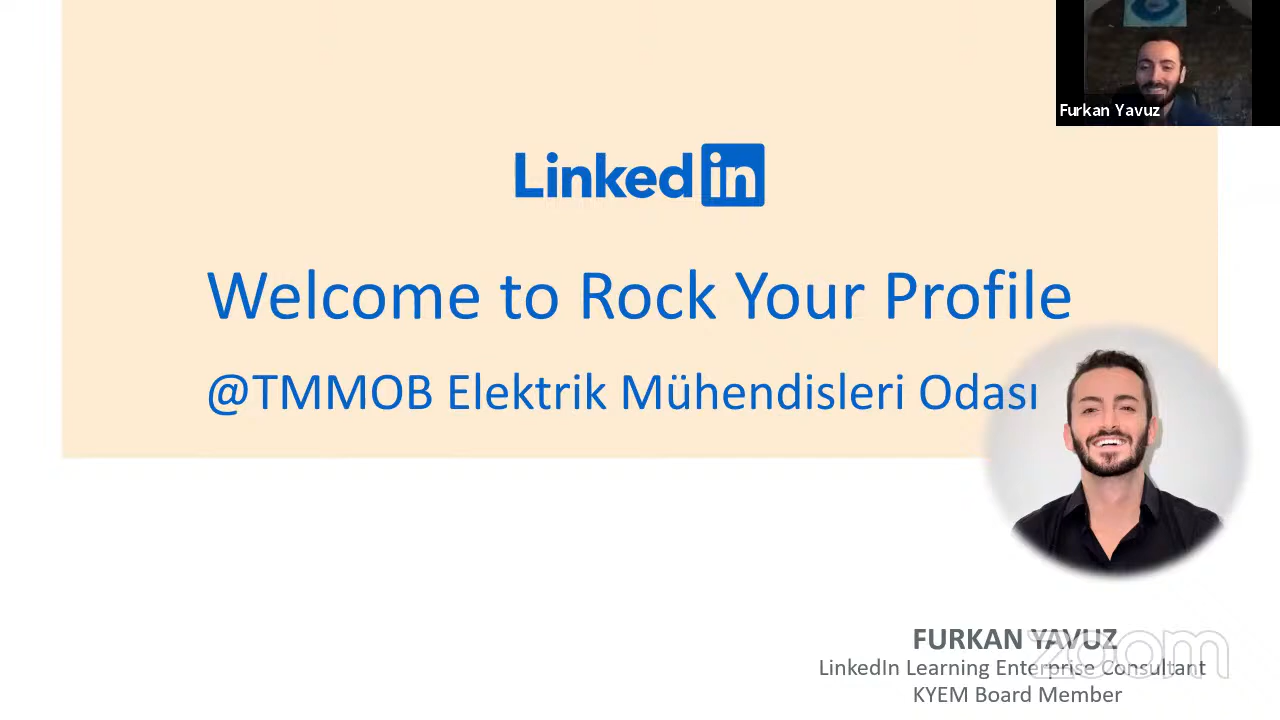 Furkan Yavuz
Linkedin
Welcome to Rock Your Profile
@TMMOB Elektrik Mühendisleri Odası
FURKAN YAVUZ
LinkedIn Learning Enterprise Consultant
KYEM Board Member
zoom